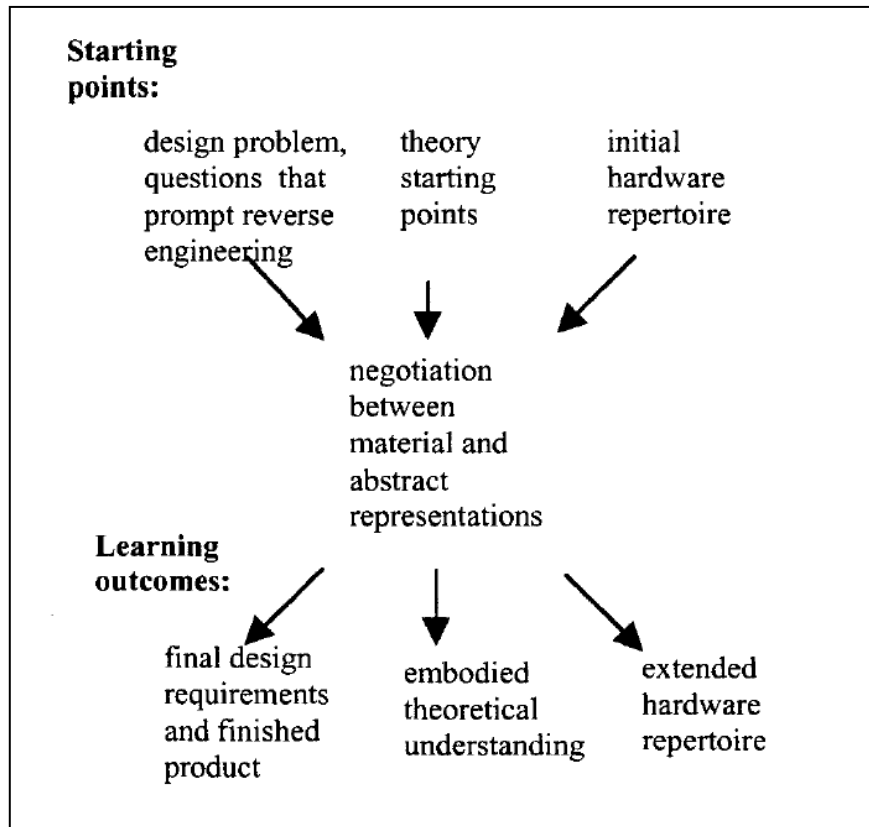 Starting
points:
design problem,
questions that
prompt reverse
engineering
theory
starting
points
initial
hardware
repertoire
negotiation
between
material and
abstract
representations
Learning
outcomes:
final design
requirements
and finished
product
embodied
theoretical
understanding
extended
hardware
repertoire